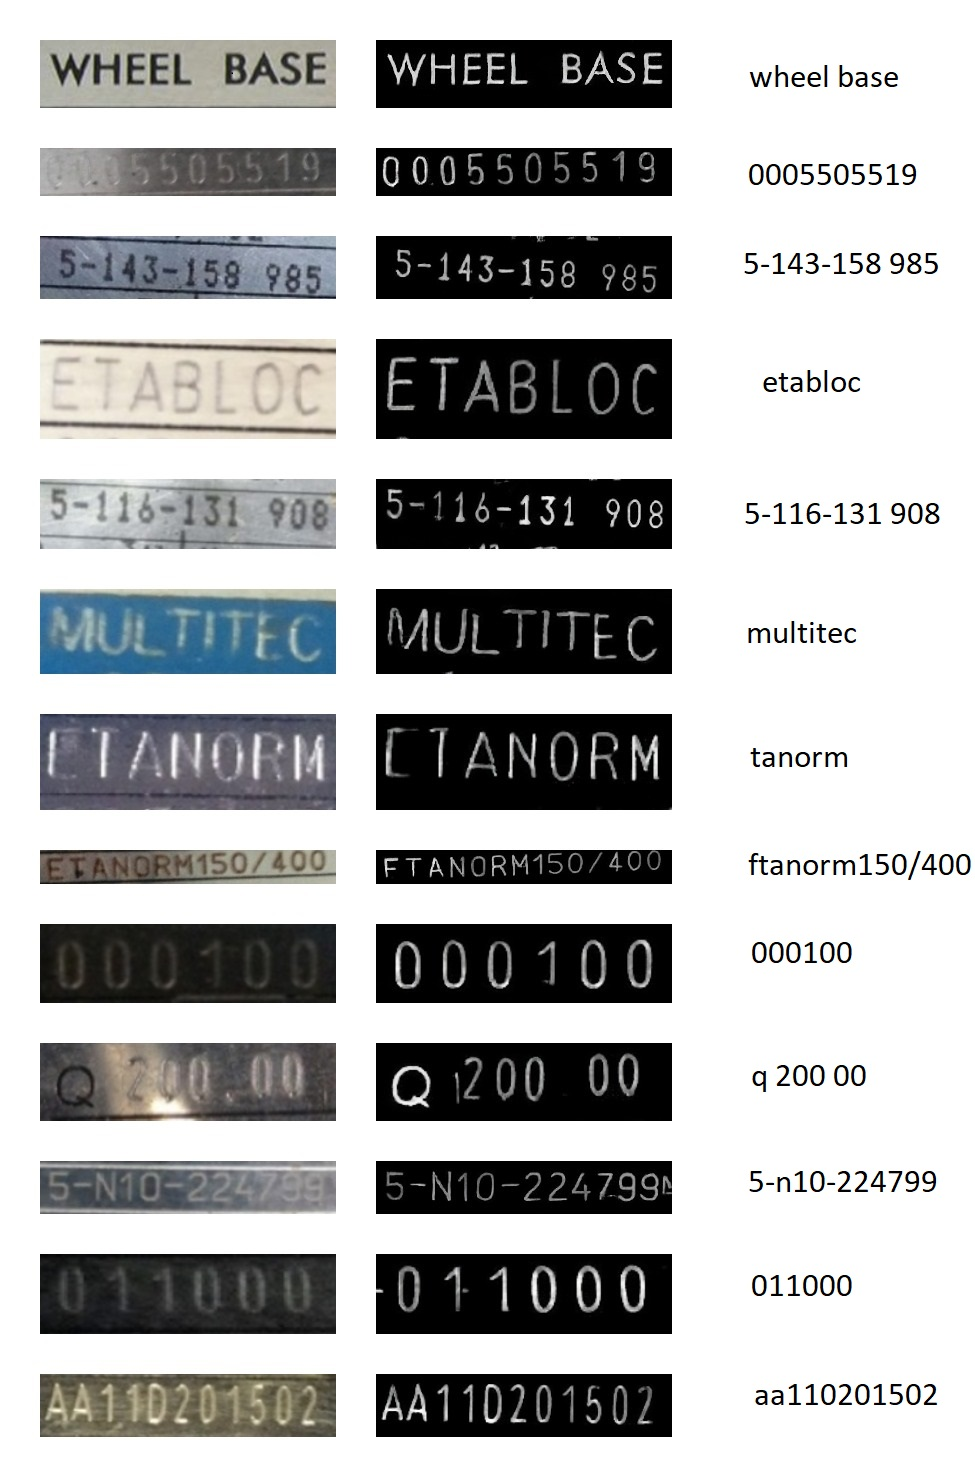 WHEEL BASE WHEEL BASE wheel base
0005505519 0005505519 0005505519
5-143-158 985 5-143-158 985 5-143-158 985
ETABLOC ETABLOC etabloc
5-116-131 908 5-116-131 908 5-116-131 908
MULTITEC MULTITEC multitec
ETANORM ETANORM tanorm
ETANORM150/400 FTANORM150/400 ftanorm150/400
000100 000100 000100
Q 200 00 Q 200 00 q 200 00
5-N10-224799 5-N10-224799 5-n10-224799
011000 011000 011000
AA11D201502 AA11D201502 aa110201502